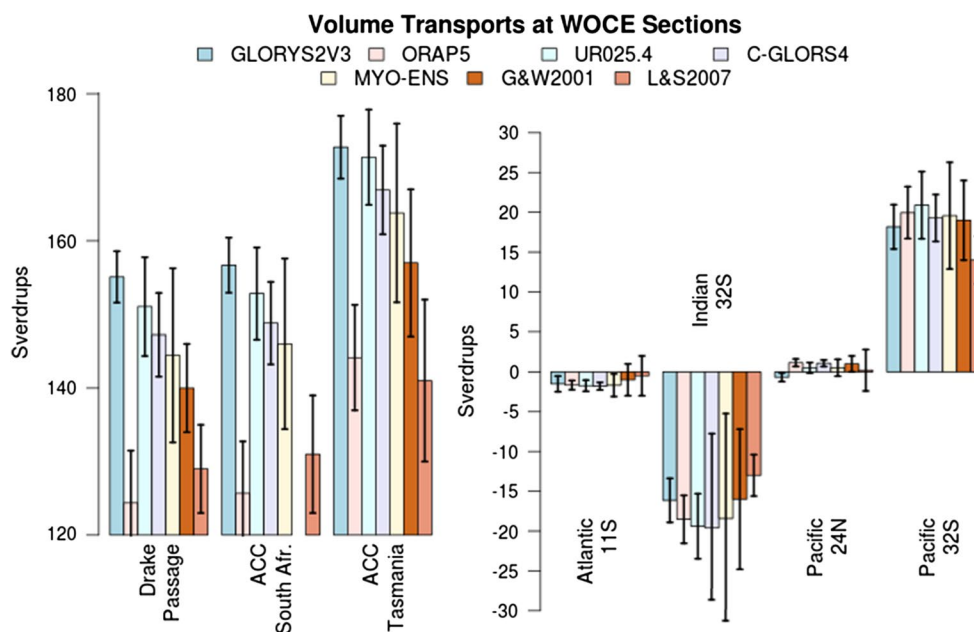 Volume Transports at WOCE Sections
GLORYS2V3 ORAP5 UR025.4 C-GLORS4
MYO-ENS G&W2001 L&S2007
Sverdrups
180
160
140
120
Drake
Passage
ACC
South Afr.
ACC
Tasmania
Sverdrups
30
25
20
15
10
5
0
-5
-10
-15
-20
-25
-30
Atlantic
11S
Indian
32S
Pacific
24N
Pacific
32S